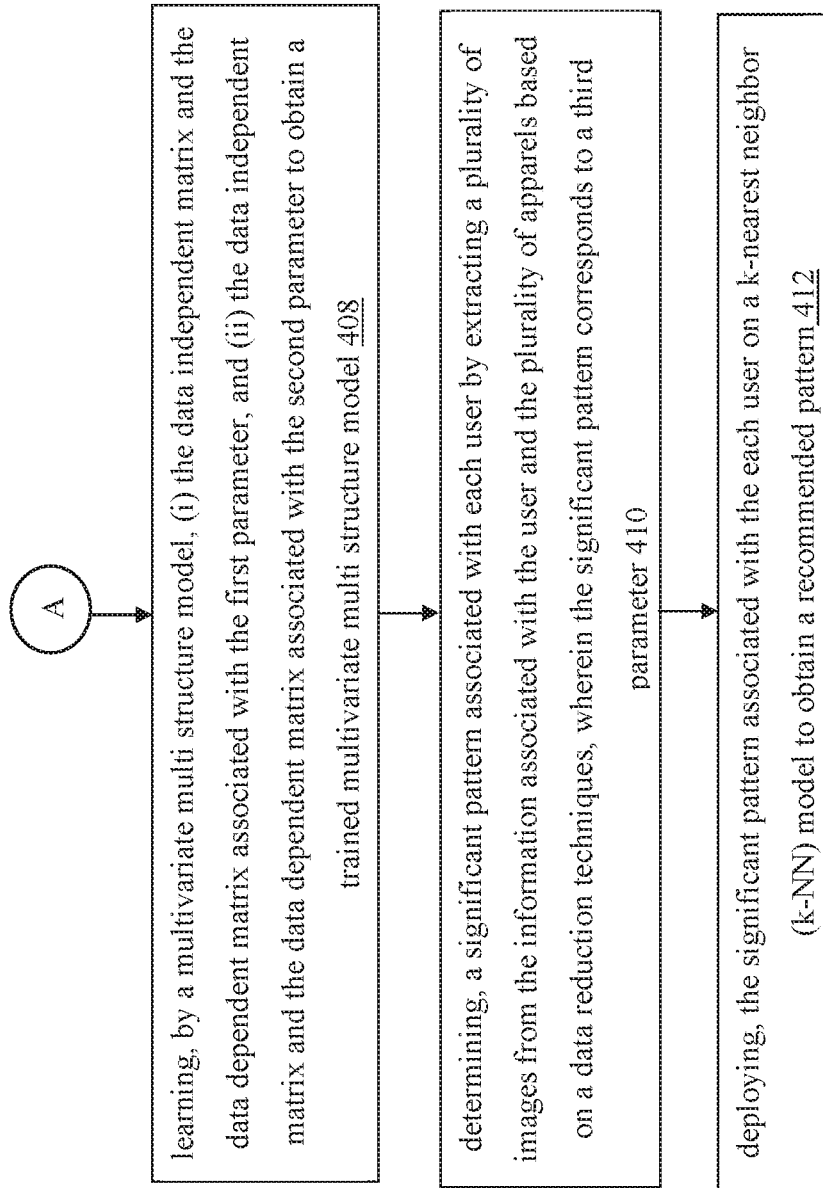 A
learning, by a multivariate multi structure model, (i) the data independent matrix and the
data dependent matrix associated with the first parameter, and (ii) the data independent
matrix and the data dependent matrix associated with the second parameter to obtain a
trained multivariate multi structure model 408
determining, a significant pattern associated with each user by extracting a plurality of
images from the information associated with the user and the plurality of apparels based
on a data reduction techniques, wherein the significant pattern corresponds to a third
parameter 410
deploying, the significant pattern associated with the each user on a k-nearest neighbor
(k-NN) model to obtain a recommended pattern 412